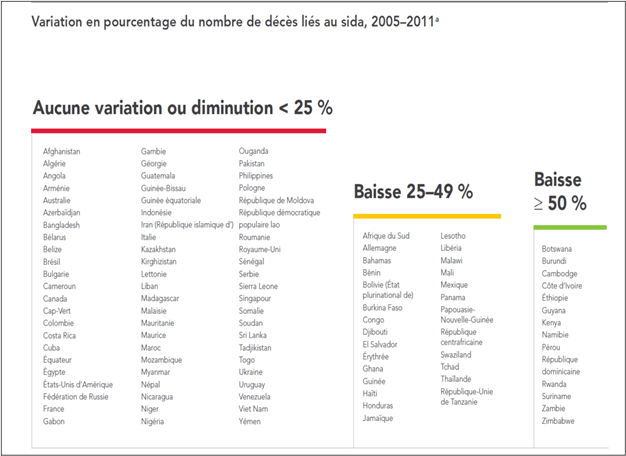 Variation en pourcentage du nombre de décès liés au sida, 2005–2011ª
Aucune variation ou diminution < 25 %
Afghanistan
Algérie
Angola
Arménie
Australie
Azerbaïdjan
Bangladesh
Bélarus
Belize
Brésil
Bulgarie
Cameroun
Canada
Cap-Vert
Colombie
Costa Rica
Cuba
Équateur
Égypte
États-Unis d'Amérique
Fédération de Russie
France
Gabon
Gambie
Géorgie
Guatemala
Guinée-Bissau
Guinée équatoriale
Indonésie
Iran (République islamique d')
Italie
Kazakhstan
Kirghizistan
Lettonie
Liban
Madagascar
Malaisie
Mauritanie
Maurice
Maroc
Mozambique
Myanmar
Népal
Nicaragua
Niger
Nigéria
Ouganda
Pakistan
Philippines
Pologne
République de Moldova
République démocratique
populaire lao
Roumanie
Royaume-Uni
Sénégal
Serbie
Sierra Leone
Singapour
Somalie
Soudan
Sri Lanka
Tadjikistan
Togo
Ukraine
Uruguay
Venezuela
Viet Nam
Yémen
Baisse 25–49 %
Afrique du Sud
Allemagne
Bahamas
Bénin
Bolivie (État
plurinational de)
Burkina Faso
Congo
Djibouti
El Salvador
Érythrée
Ghana
Guinée
Haïti
Honduras
Jamaïque
Lesotho
Libéria
Malawi
Mali
Mexique
Panama
Papouasie-
Nouvelle-Guinée
République
centrafricaine
Swaziland
Tchad
Thaïlande
République-Unie
de Tanzanie
Baisse
≥ 50 %
Botswana
Burundi
Cambodge
Côte d'Ivoire
Éthiopie
Guyana
Kenya
Namibie
Pérou
République
dominicaine
Rwanda
Suriname
Zambie
Zimbabwe